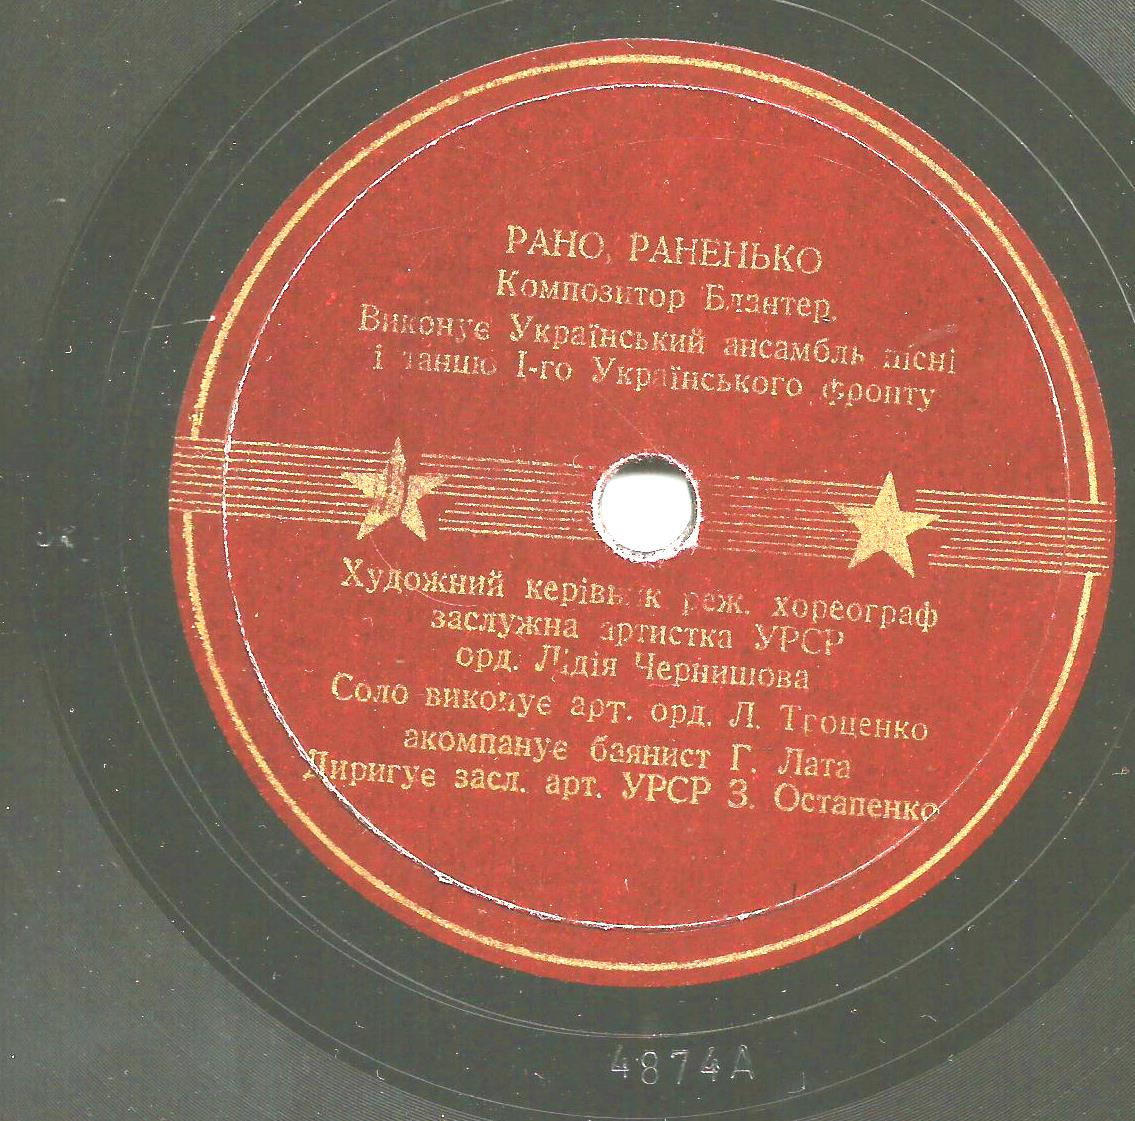 РАНО, РАНЕНЬКО
Композитор Блантер.
Виконує Український ансамбль пісні
і танцю І-го Українського фронту
Художний керівник реж. хореограф
заслужна артистка УРСР
орд. Лідія Чернишова
Соло виконує арт. орд. Л. Троценко
акомпанує баянист Г. Лата
Диригує засл. арт. УРСР З. Остапенко
4874А